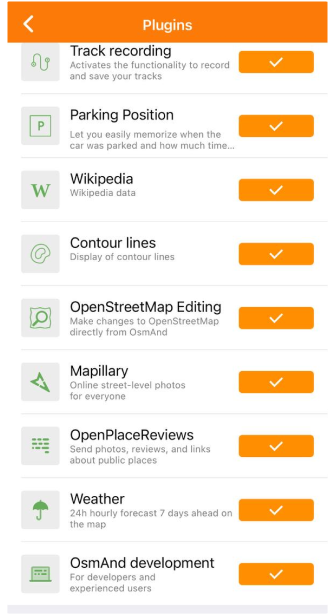 Plugins
Track recording
Activates the functionality to record
and save your tracks
P
Parking Position
Let you easily memorize when the
car was parked and how much time...
W
Wikipedia
Wikipedia data
Contour lines
Display of contour lines
OpenStreetMap Editing
Make changes to OpenStreetMap
directly from OsmAnd
Mapillary
Online street-level photos
for everyone
OpenPlaceReviews
Send photos, reviews, and links
about public places
Weather
24h hourly forecast 7 days ahead on
the map
OsmAnd development
For developers and
experienced users